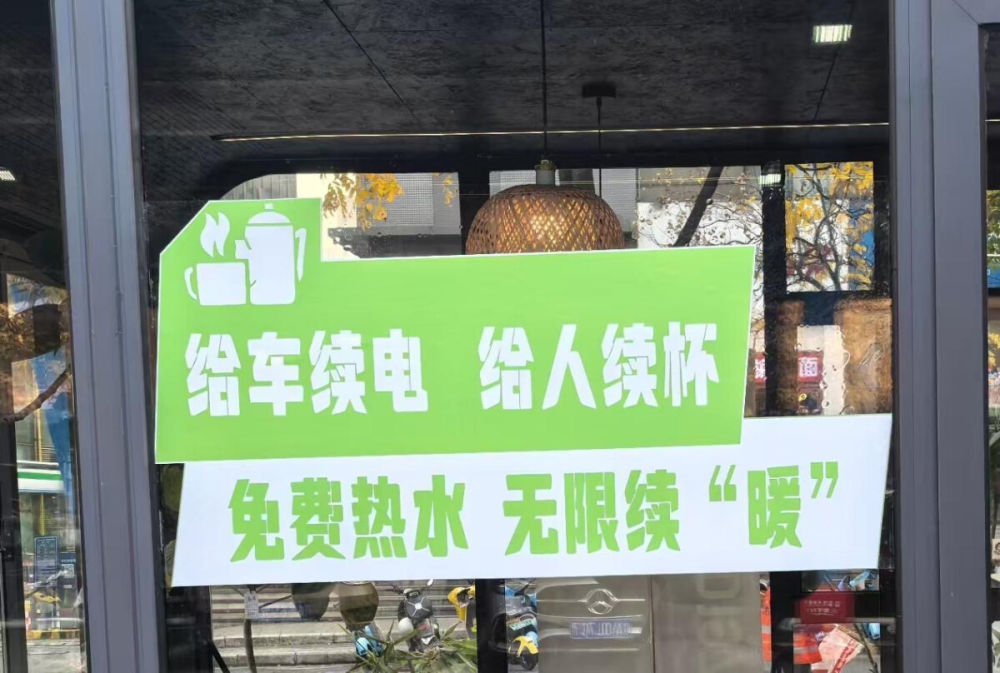 给车续电 给人续杯
免费热水 无限续“暖”